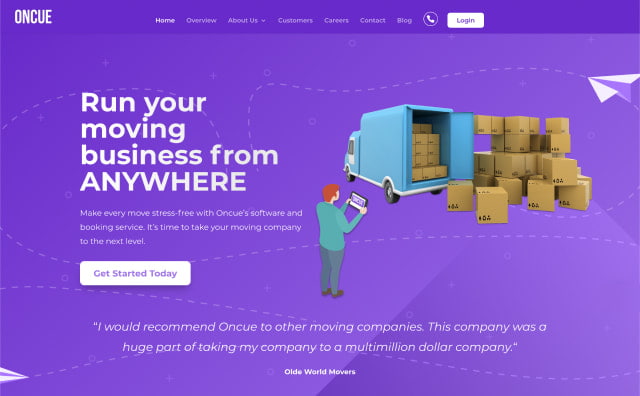 ONCUE
Home Overview About Us Customers Careers Contact Blog Login
Run your
moving
business from
ANYWHERE
Make every move stress-free with Oncue's software and
booking service. It's time to take your moving company
to the next level.
Get Started Today
"I would recommend Oncue to other moving companies. This company was a
huge part of taking my company to a multimillion dollar company."
Olde World Movers